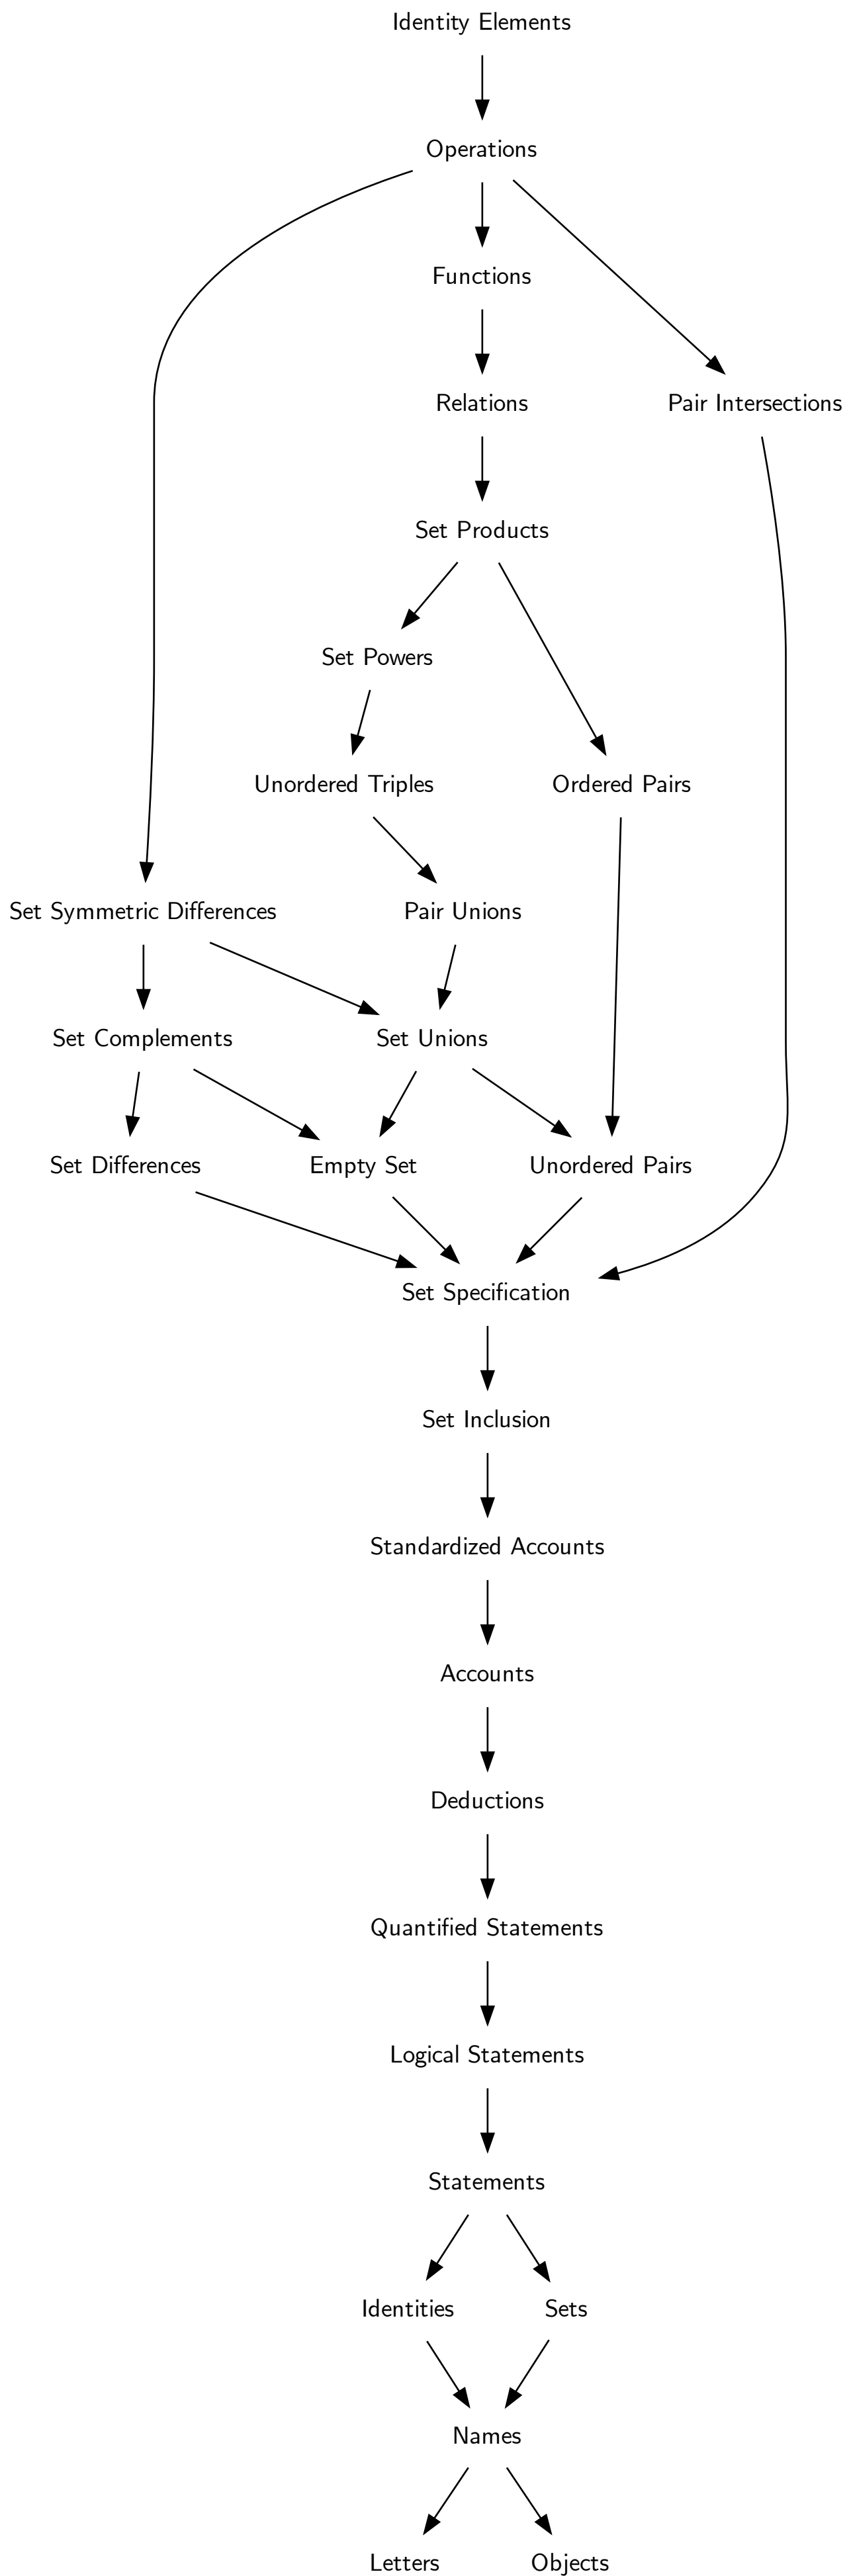 Identity Elements
Operations
Functions
Relations
Pair Intersections
Set Products
Set Powers
Unordered Triples
Ordered Pairs
Set Symmetric Differences
Pair Unions
Set Complements
Set Unions
Set Differences
Empty Set
Unordered Pairs
Set Specification
Set Inclusion
Standardized Accounts
Accounts
Deductions
Quantified Statements
Logical Statements
Statements
Identities
Sets
Names
Letters
Objects